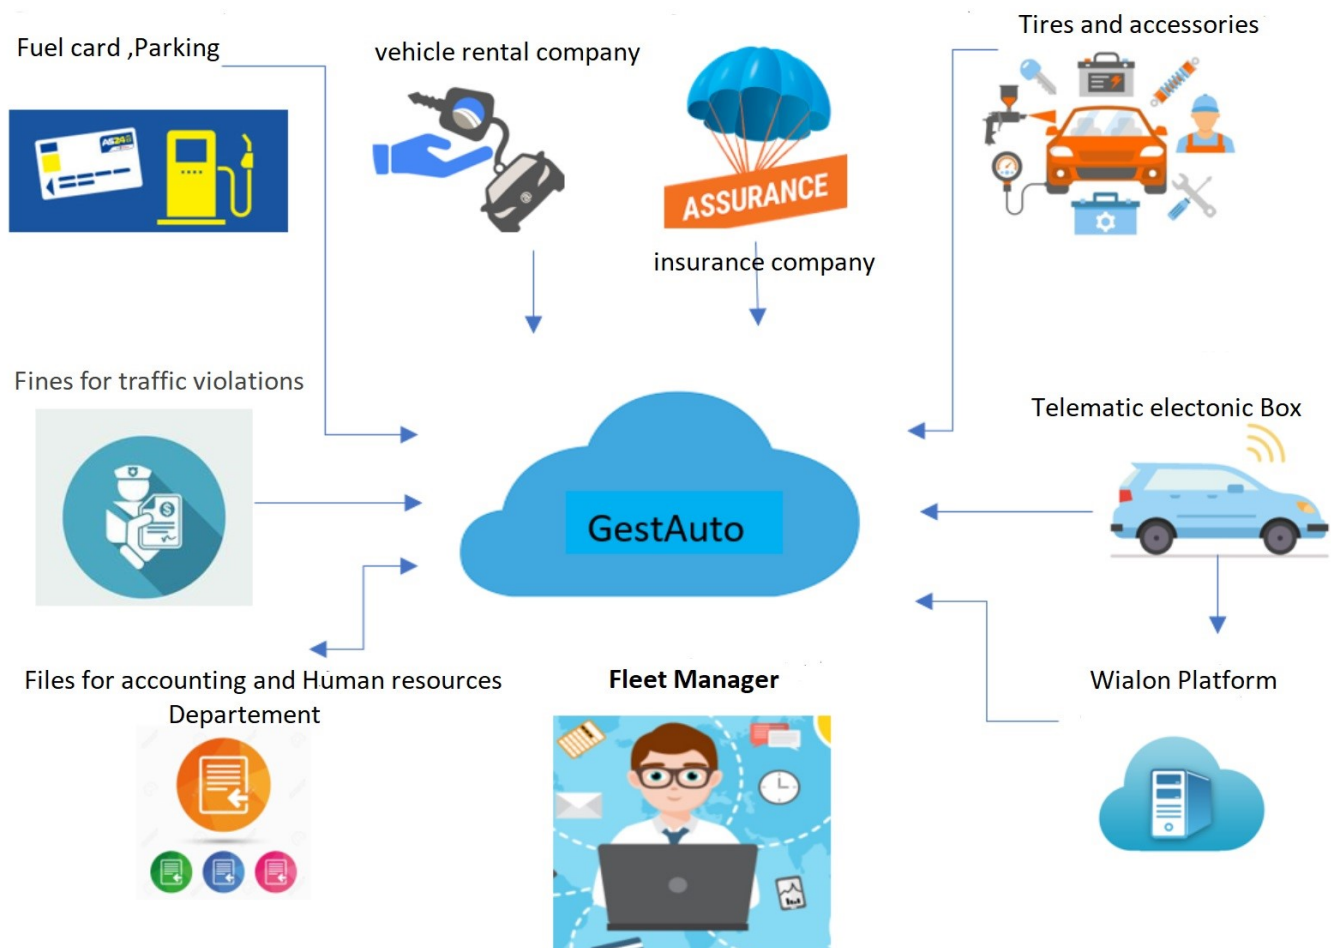 Fuel card ,Parking
vehicle rental company
Tires and accessories
AS24
ASSURANCE
insurance company
Fines for traffic violations
Telematic electonic Box
GestAuto
Files for accounting and Human resources
Departement
Fleet Manager
Wialon Platform